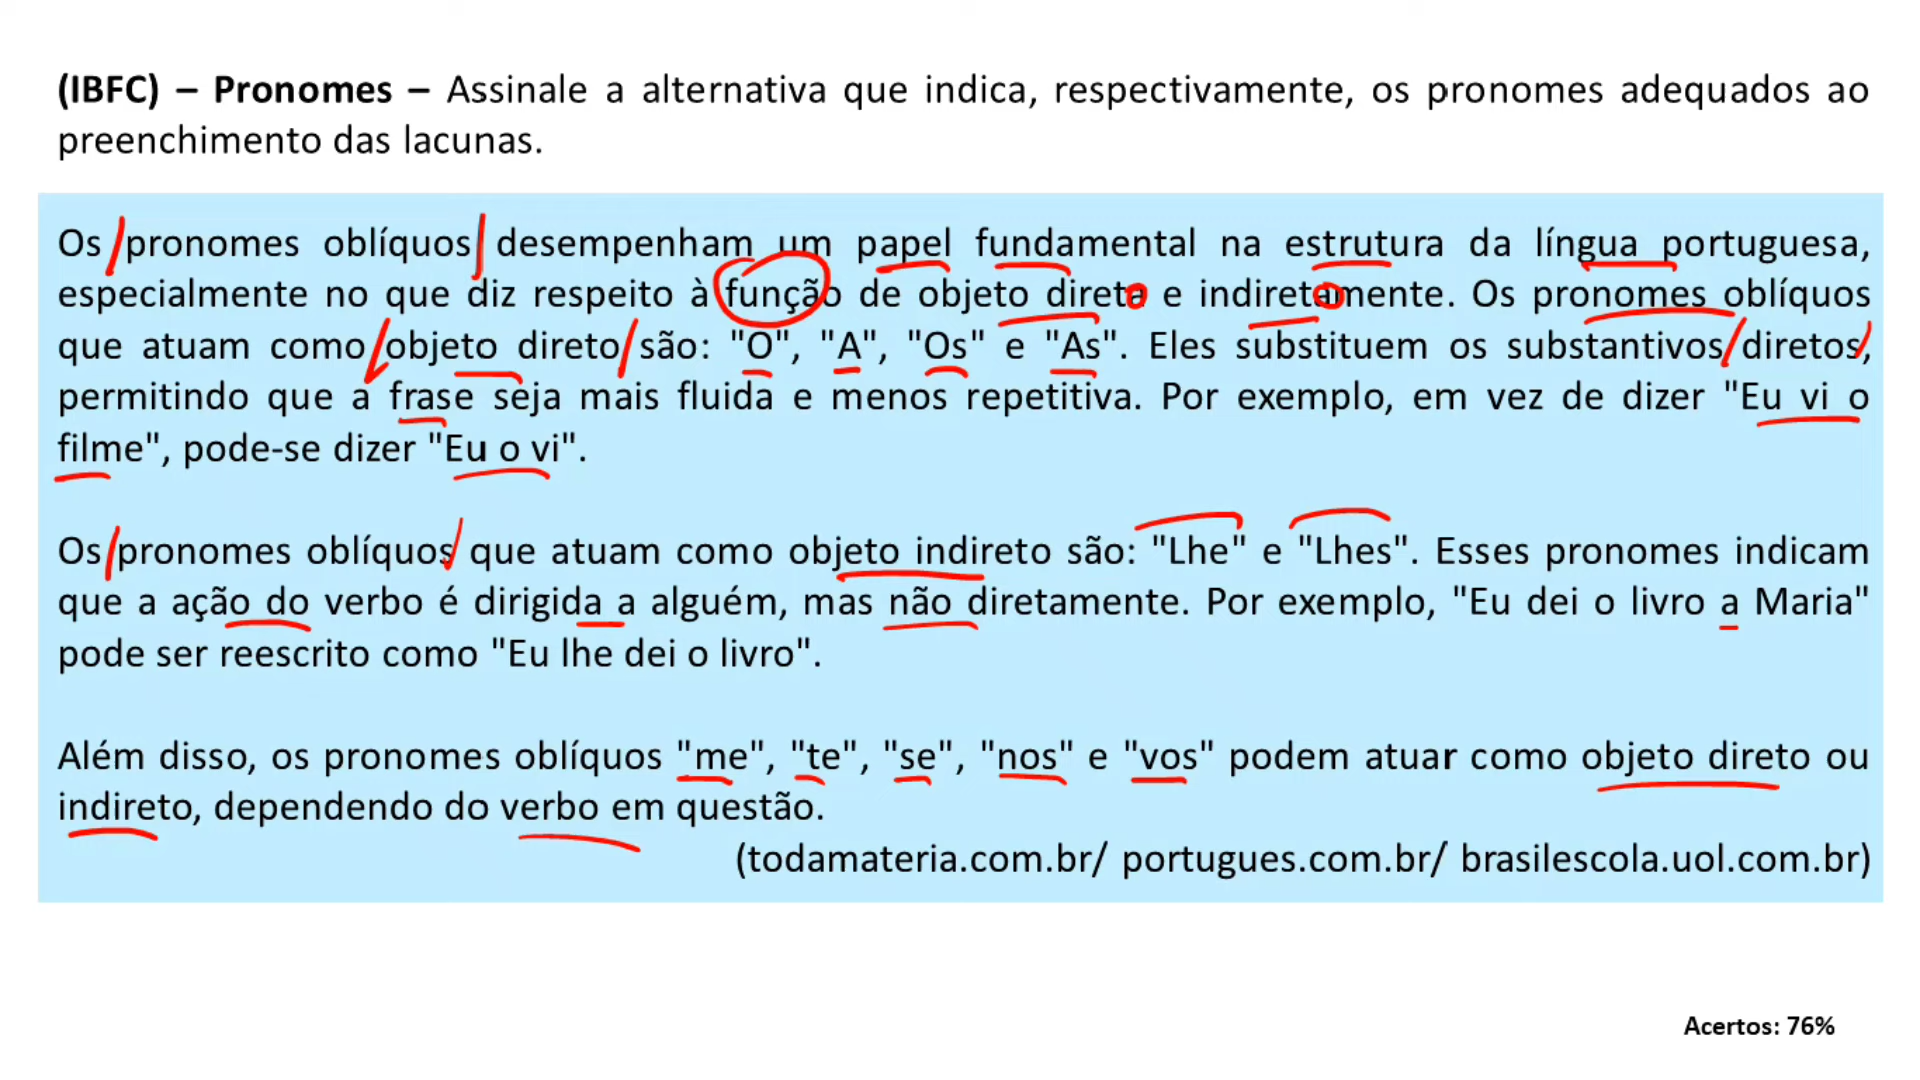 (IBFC) – Pronomes – Assinale a alternativa que indica, respectivamente, os pronomes adequados ao
preenchimento das lacunas.
Os pronomes oblíquos desempenham um papel fundamental na estrutura da língua portuguesa,
especialmente no que diz respeito à função de objeto direta e indiretamente. Os pronomes oblíquos
que atuam como objeto direto são: "O", "A", "Os" e "As". Eles substituem os substantivos diretos,
permitindo que a frase seja mais fluida e menos repetitiva. Por exemplo, em vez de dizer "Eu vi o
filme", pode-se dizer "Eu o vi".
Os pronomes oblíquos que atuam como objeto indireto são: "Lhe" e "Lhes". Esses pronomes indicam
que a ação do verbo é dirigida a alguém, mas não diretamente. Por exemplo, "Eu dei o livro a Maria"
pode ser reescrito como "Eu lhe dei o livro".
Além disso, os pronomes oblíquos "me", "te", "se", "nos" e "vos" podem atuar como objeto direto ou
indireto, dependendo do verbo em questão.
(todamateria.com.br/ portugues.com.br/ brasilescola.uol.com.br)
Acertos: 76%